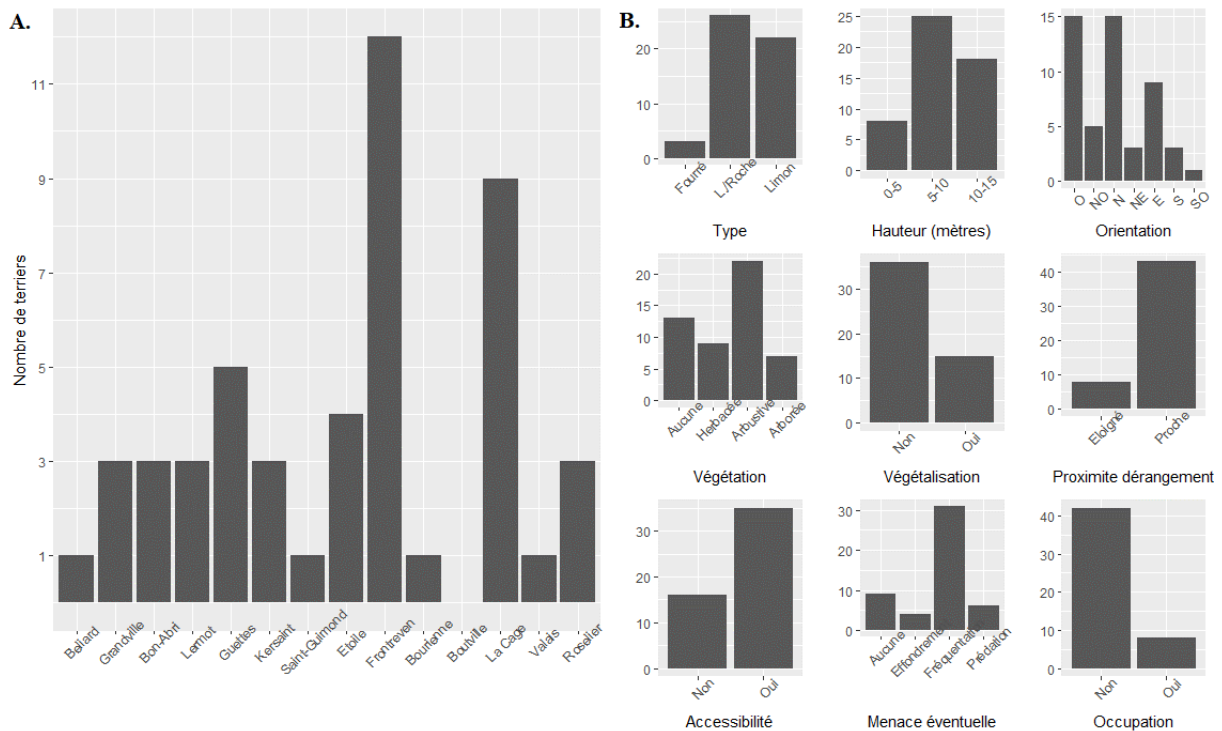 A.
Nombre de terriers
11
9
7
5
3
1
Beliard
Grandville
Bon-Abri
Lermot
Guettes
Kersaint
Saint-Guimond
Etoile
Frontreven
Bourienne
Boutville
La Cage
Valais
Roselier
B.
20
10
0
Fourré
L./Roche
Limon
Type
25
20
15
10
5
0
0-5
5-10
10-15
Hauteur (mètres)
15
10
5
0
O
NO
N
NE
E
S
SO
Orientation
20
15
10
5
0
Aucune
Herbacée
Arbustive
Arborée
Végétation
30
20
10
0
Non
Oui
Végétalisation
40
30
20
10
0
Eloigné
Proche
Proximite dérangement
30
20
10
0
Non
Oui
Accessibilité
30
20
10
0
Aucune
Effondrement
Fréquentation
Prédation
Menace éventuelle
40
30
20
10
0
Non
Oui
Occupation